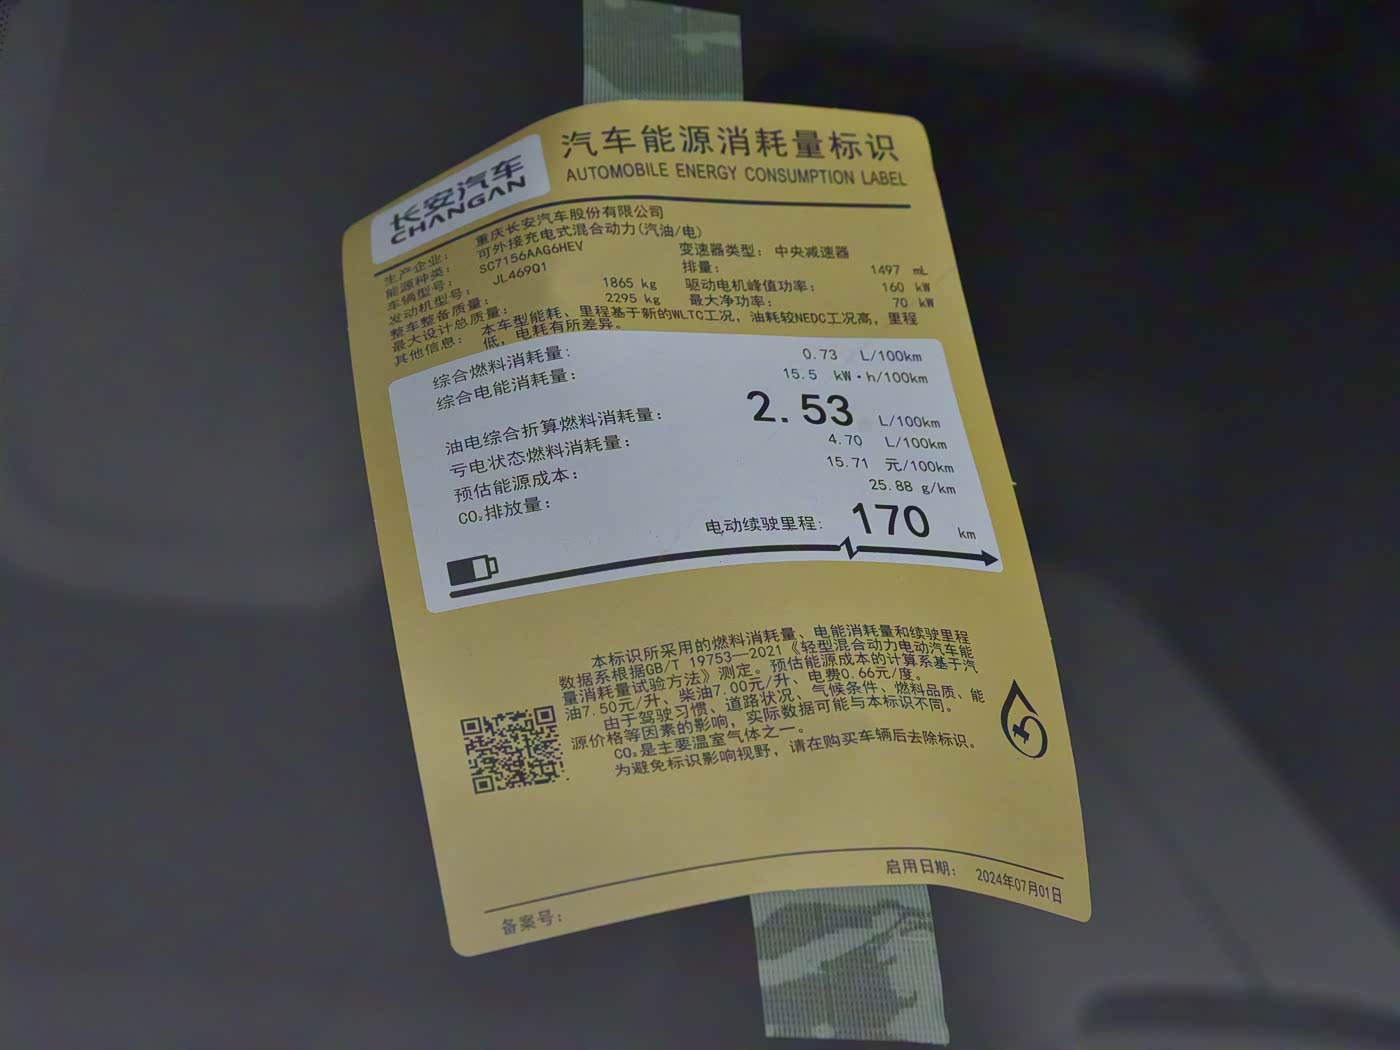 长安汽车
CHANGAN
汽车能源消耗量标识
AUTOMOBILE ENERGY CONSUMPTION LABEL
生产企业： 重庆长安汽车股份有限公司
能源种类： 可外接充电式混合动力(汽油/电)
车辆型号： SC7156AAG6HEV 变速器类型： 中央减速器
发动机型号： JL469Q1 排量： 1497 mL
整车整备质量： 1865 kg 驱动电机峰值功率： 160 kW
最大设计总质量： 2295 kg 最大净功率： 70 kW
其他信息： 本车型能耗、里程基于新的WLTC工况，油耗较NEDC工况高，里程
低，电耗有所差异。
综合燃料消耗量： 0.73 L/100km
综合电能消耗量： 15.5 kW·h/100km
油电综合折算燃料消耗量： 2.53 L/100km
亏电状态燃料消耗量： 4.70 L/100km
预估能源成本： 15.71 元/100km
CO₂排放量： 25.88 g/km
电动续驶里程： 170 km
本标识所采用的燃料消耗量、电能消耗量和续驶里程
数据系根据GB/T 19753—2021《轻型混合动力电动汽车能
量消耗量试验方法》测定。预估能源成本的计算系基于汽
油7.50元/升、柴油7.00元/升、电费0.66元/度。
由于驾驶习惯、道路状况、气候条件、燃料品质、能
源价格等因素的影响，实际数据可能与本标识不同。
CO₂是主要温室气体之一。
为避免标识影响视野，请在购买车辆后去除标识。
备案号： 启用日期： 2024年07月01日